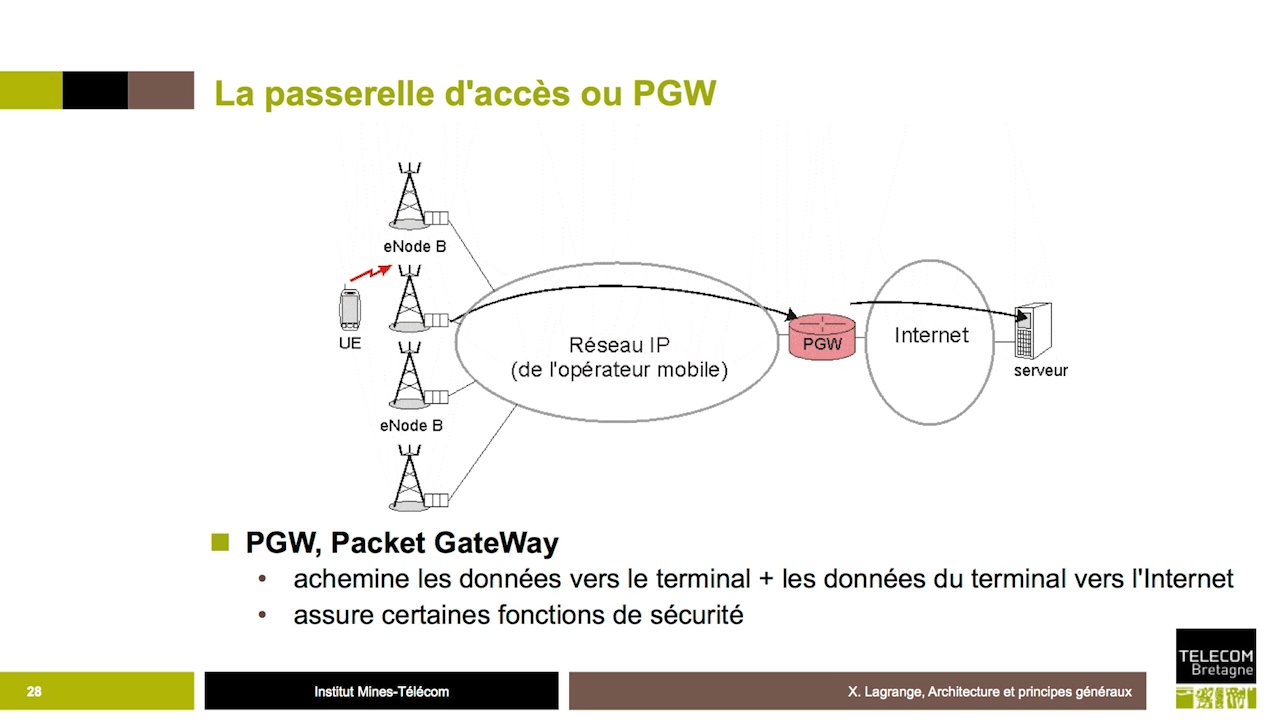 La passerelle d'accès ou PGW
eNode B
UE
Réseau IP
(de l'opérateur mobile)
PGW
Internet
serveur
eNode B
PGW, Packet GateWay
• achemine les données vers le terminal + les données du terminal vers l'Internet
• assure certaines fonctions de sécurité
28
Institut Mines-Télécom
X. Lagrange, Architecture et principes généraux
TELECOM
Bretagne